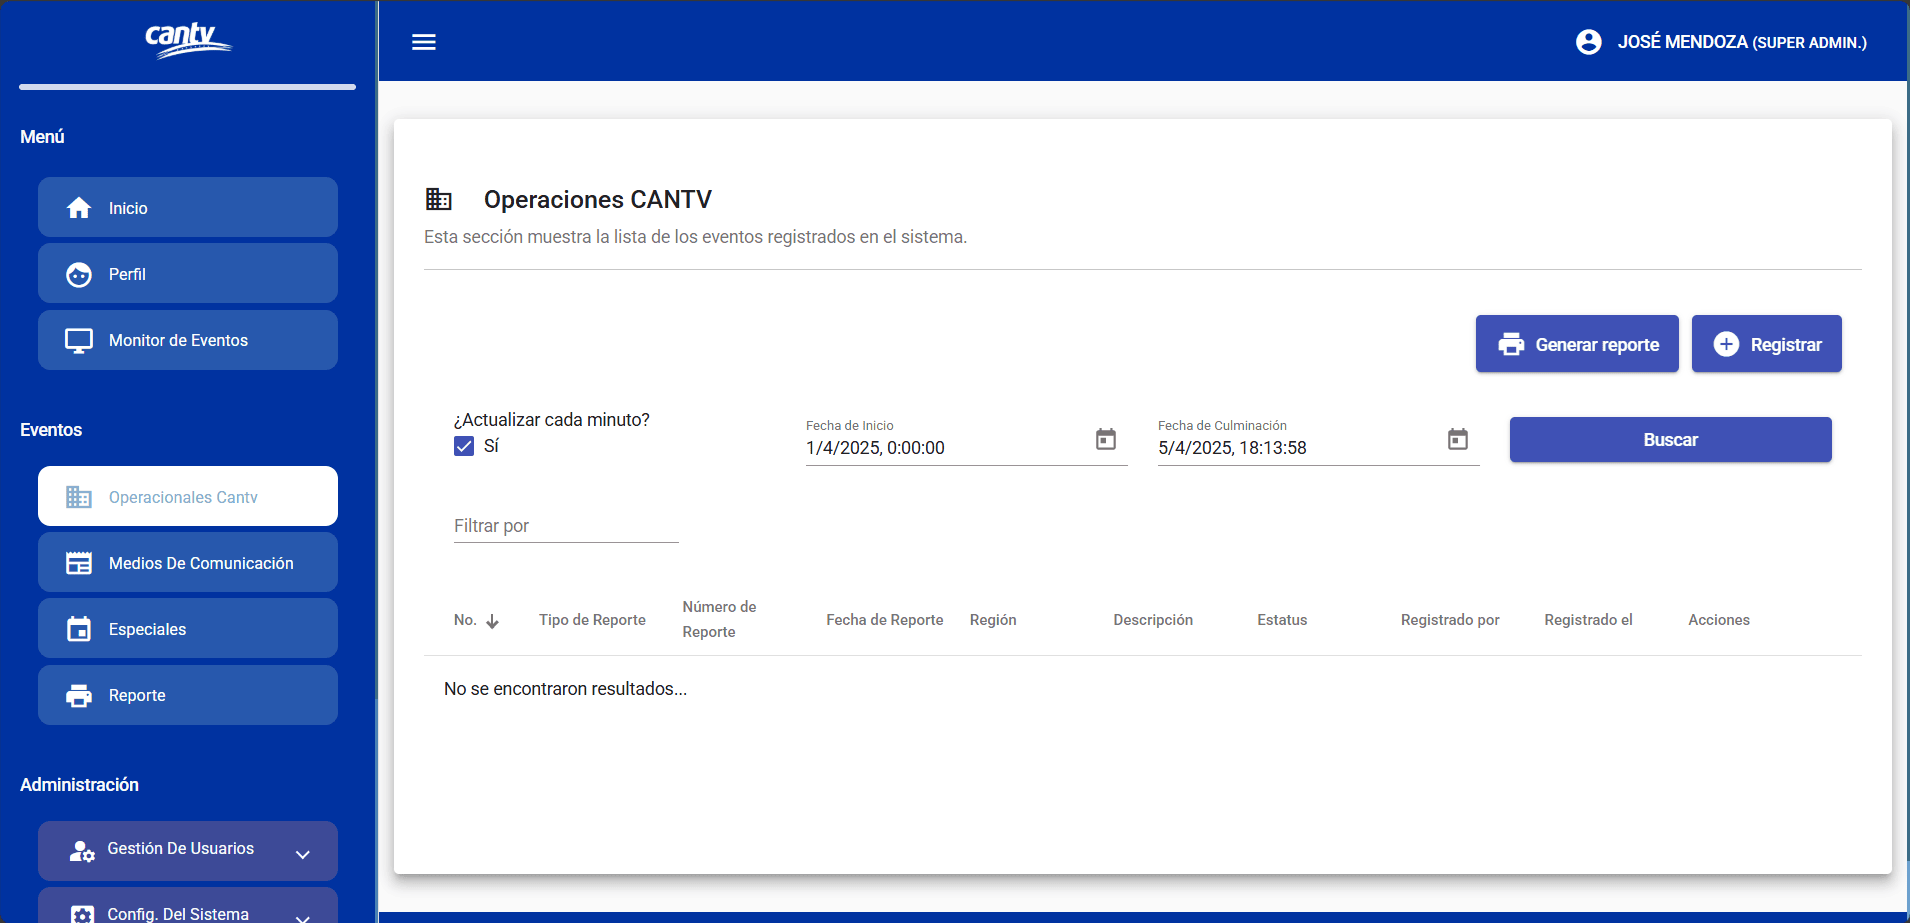 cantv
JOSÉ MENDOZA (SUPER ADMIN.)
Menú
Inicio
Perfil
Monitor de Eventos
Eventos
Operacionales Cantv
Medios De Comunicación
Especiales
Reporte
Administración
Gestión De Usuarios
Config. Del Sistema
Operaciones CANTV
Esta sección muestra la lista de los eventos registrados en el sistema.
Generar reporte
Registrar
¿Actualizar cada minuto?
Sí
Fecha de Inicio
1/4/2025, 0:00:00
Fecha de Culminación
5/4/2025, 18:13:58
Buscar
Filtrar por
No.
Tipo de Reporte
Número de
Reporte
Fecha de Reporte
Región
Descripción
Estatus
Registrado por
Registrado el
Acciones
No se encontraron resultados...